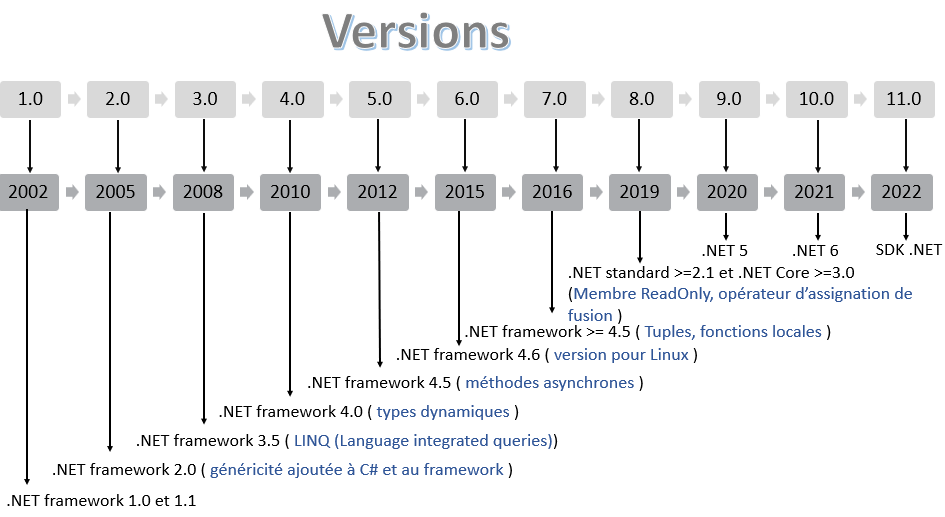 Versions
1.0 2.0 3.0 4.0 5.0 6.0 7.0 8.0 9.0 10.0 11.0
2002 2005 2008 2010 2012 2015 2016 2019 2020 2021 2022
.NET 5 .NET 6 SDK .NET
.NET standard >=2.1 et .NET Core >=3.0
(Membre ReadOnly, opérateur d’assignation de
fusion )
.NET framework >= 4.5 ( Tuples, fonctions locales )
.NET framework 4.6 ( version pour Linux )
.NET framework 4.5 ( méthodes asynchrones )
.NET framework 4.0 ( types dynamiques )
.NET framework 3.5 ( LINQ (Language integrated queries))
.NET framework 2.0 ( généricité ajoutée à C# et au framework )
.NET framework 1.0 et 1.1